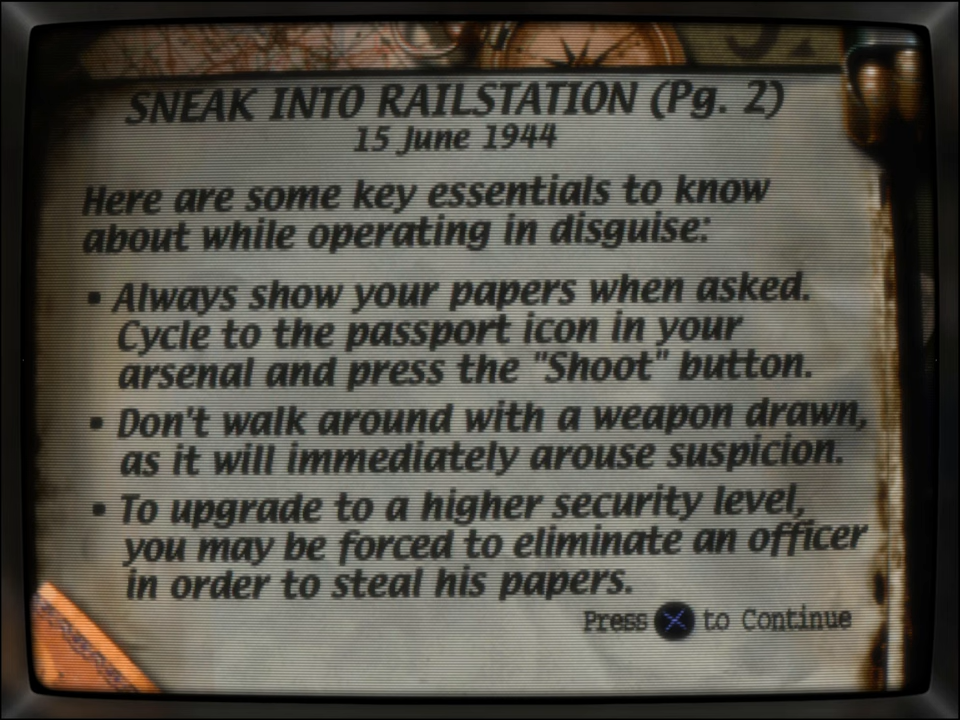 SNEAK INTO RAILSTATION (Pg. 2)
15 June 1944
Here are some key essentials to know
about while operating in disguise:
• Always show your papers when asked.
Cycle to the passport icon in your
arsenal and press the "Shoot" button.
• Don't walk around with a weapon drawn,
as it will immediately arouse suspicion.
• To upgrade to a higher security level,
you may be forced to eliminate an officer
in order to steal his papers.
Press to Continue